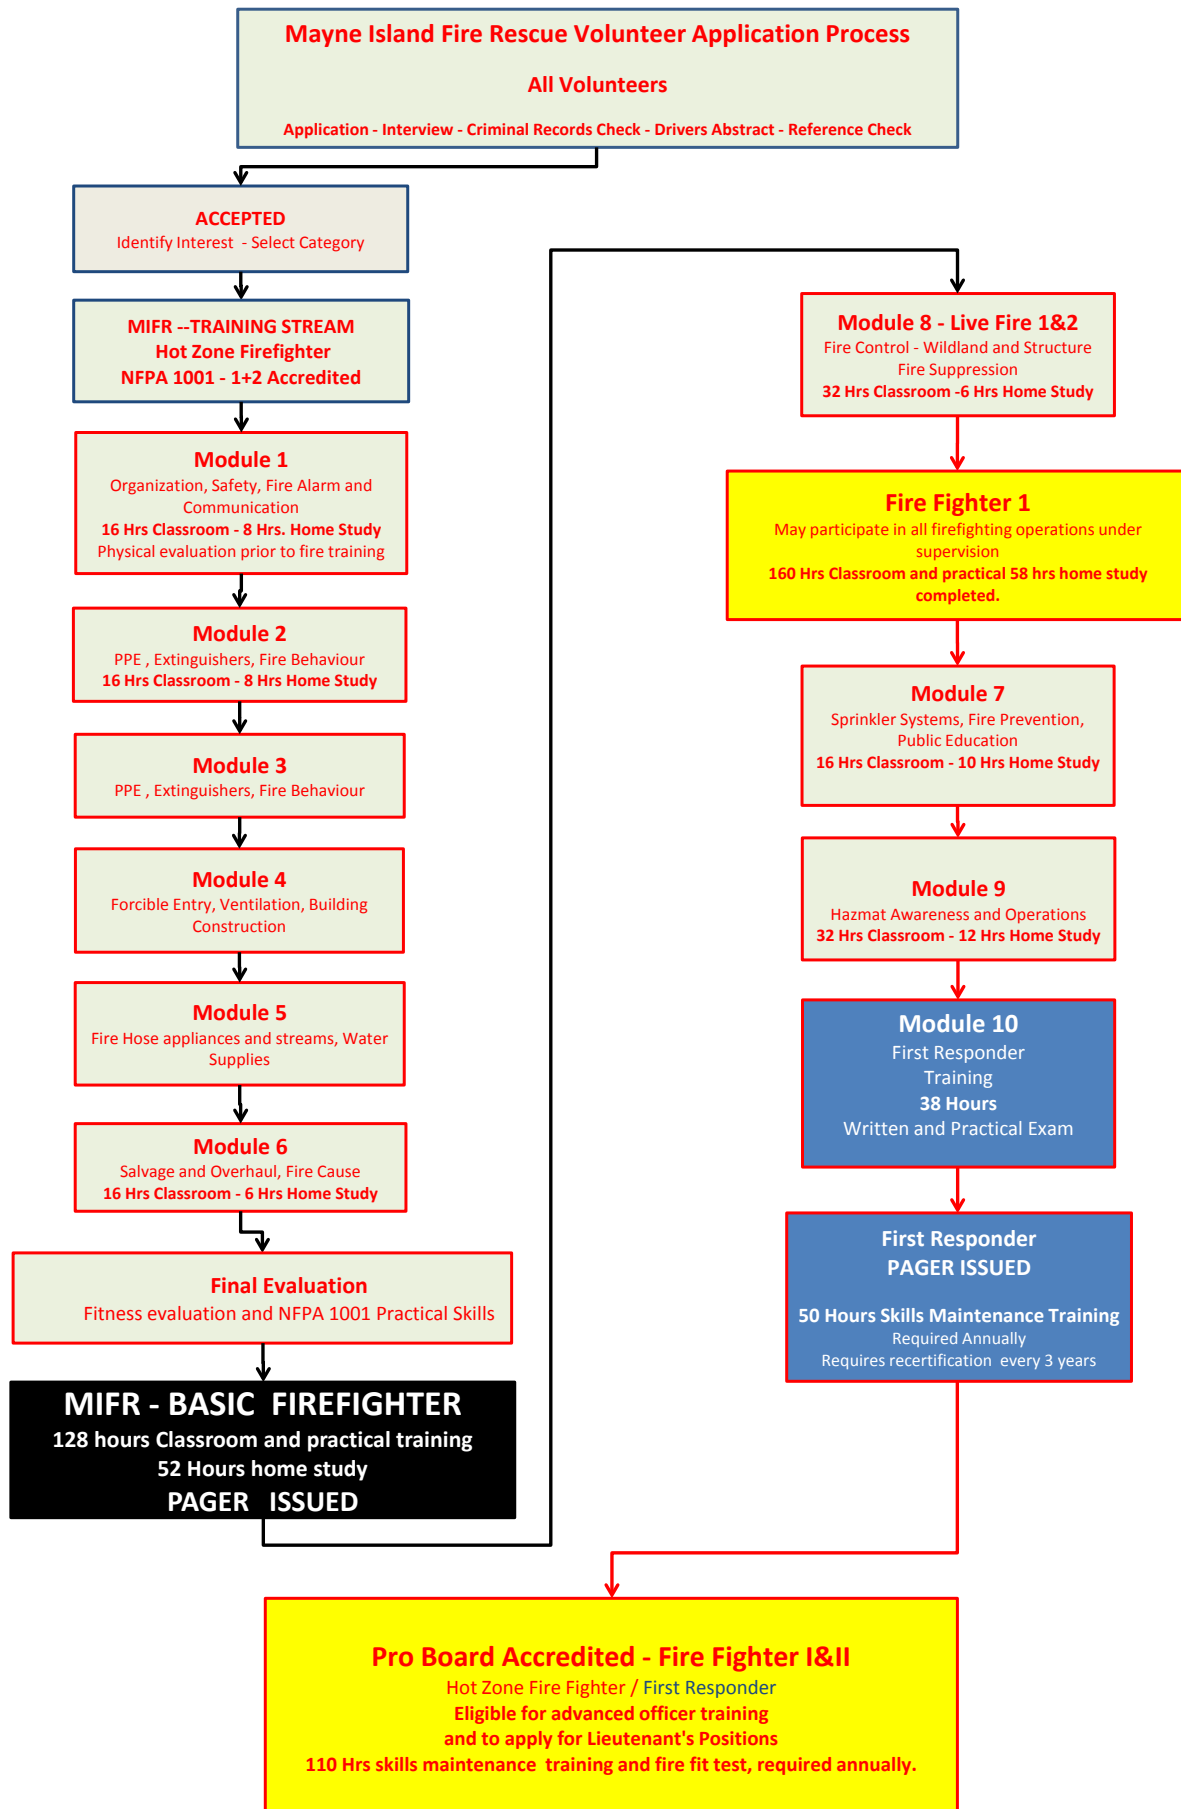 Mayne Island Fire Rescue Volunteer Application Process
All Volunteers
Application - Interview - Criminal Records Check - Drivers Abstract - Reference Check
ACCEPTED
Identify Interest  - Select Category
MIFR --TRAINING STREAM
Hot Zone Firefighter
NFPA 1001 - 1+2 Accredited
Module 1
Organization, Safety, Fire Alarm and
Communication
16 Hrs Classroom - 8 Hrs. Home Study
Physical evaluation prior to fire training
Module 2
PPE , Extinguishers, Fire Behaviour
16 Hrs Classroom - 8 Hrs Home Study
Module 3
PPE , Extinguishers, Fire Behaviour
Module 4
Forcible Entry, Ventilation, Building
Construction
Module 5
Fire Hose appliances and streams, Water
Supplies
Module 6
Salvage and Overhaul, Fire Cause
16 Hrs Classroom - 6 Hrs Home Study
Final Evaluation
Fitness evaluation and NFPA 1001 Practical Skills
MIFR - BASIC  FIREFIGHTER
128 hours Classroom and practical training
52 Hours home study
PAGER   ISSUED
Module 8 - Live Fire 1&2
Fire Control - Wildland and Structure
Fire Suppression
32 Hrs Classroom -6 Hrs Home Study
Fire Fighter 1
May participate in all firefighting operations under
supervision
160 Hrs Classroom and practical 58 hrs home study
completed.
Module 7
Sprinkler Systems, Fire Prevention,
Public Education
16 Hrs Classroom - 10 Hrs Home Study
Module 9
Hazmat Awareness and Operations
32 Hrs Classroom - 12 Hrs Home Study
Module 10
First Responder
Training
38 Hours
Written and Practical Exam
First Responder
PAGER ISSUED
50 Hours Skills Maintenance Training
Required Annually
Requires recertification  every 3 years
Pro Board Accredited - Fire Fighter I&II
Hot Zone Fire Fighter / First Responder
Eligible for advanced officer training
and to apply for Lieutenant's Positions
110 Hrs skills maintenance  training and fire fit test, required annually.